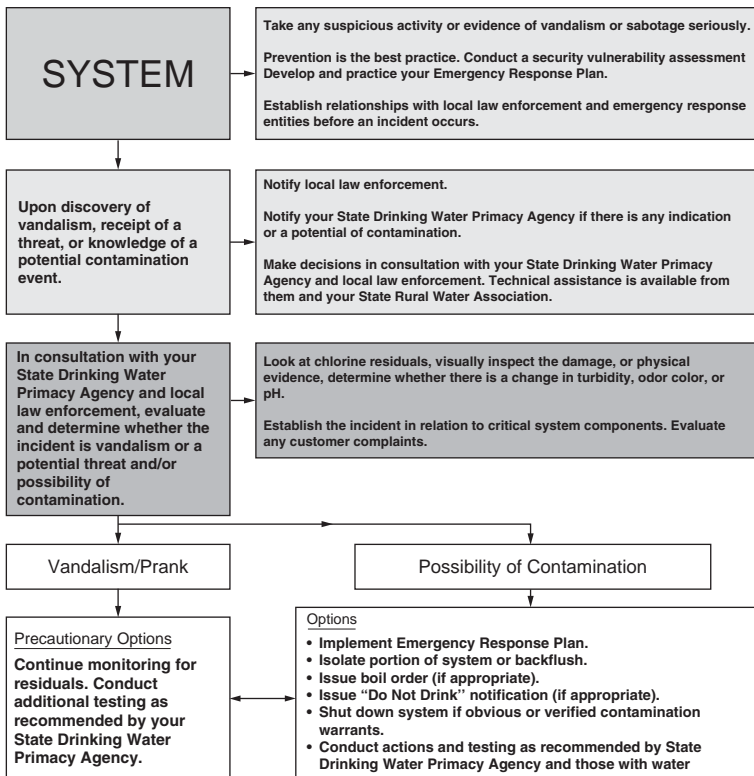 SYSTEM
Take any suspicious activity or evidence of vandalism or sabotage seriously.
Prevention is the best practice. Conduct a security vulnerability assessment
Develop and practice your Emergency Response Plan.
Establish relationships with local law enforcement and emergency response
entities before an incident occurs.
Upon discovery of
vandalism, receipt of a
threat, or knowledge of a
potential contamination
event.
Notify local law enforcement.
Notify your State Drinking Water Primacy Agency if there is any indication
or a potential of contamination.
Make decisions in consultation with your State Drinking Water Primacy
Agency and local law enforcement. Technical assistance is available from
them and your State Rural Water Association.
In consultation with your
State Drinking Water
Primacy Agency and local
law enforcement, evaluate
and determine whether the
incident is vandalism or a
potential threat and/or
possibility of
contamination.
Look at chlorine residuals, visually inspect the damage, or physical
evidence, determine whether there is a change in turbidity, odor color, or
pH.
Establish the incident in relation to critical system components. Evaluate
any customer complaints.
Vandalism/Prank
Possibility of Contamination
Precautionary Options
Continue monitoring for
residuals. Conduct
additional testing as
recommended by your
State Drinking Water
Primacy Agency.
Options
• Implement Emergency Response Plan.
• Isolate portion of system or backflush.
• Issue boil order (if appropriate).
• Issue “Do Not Drink” notification (if appropriate).
• Shut down system if obvious or verified contamination
warrants.
• Conduct actions and testing as recommended by State
Drinking Water Primacy Agency and those with water